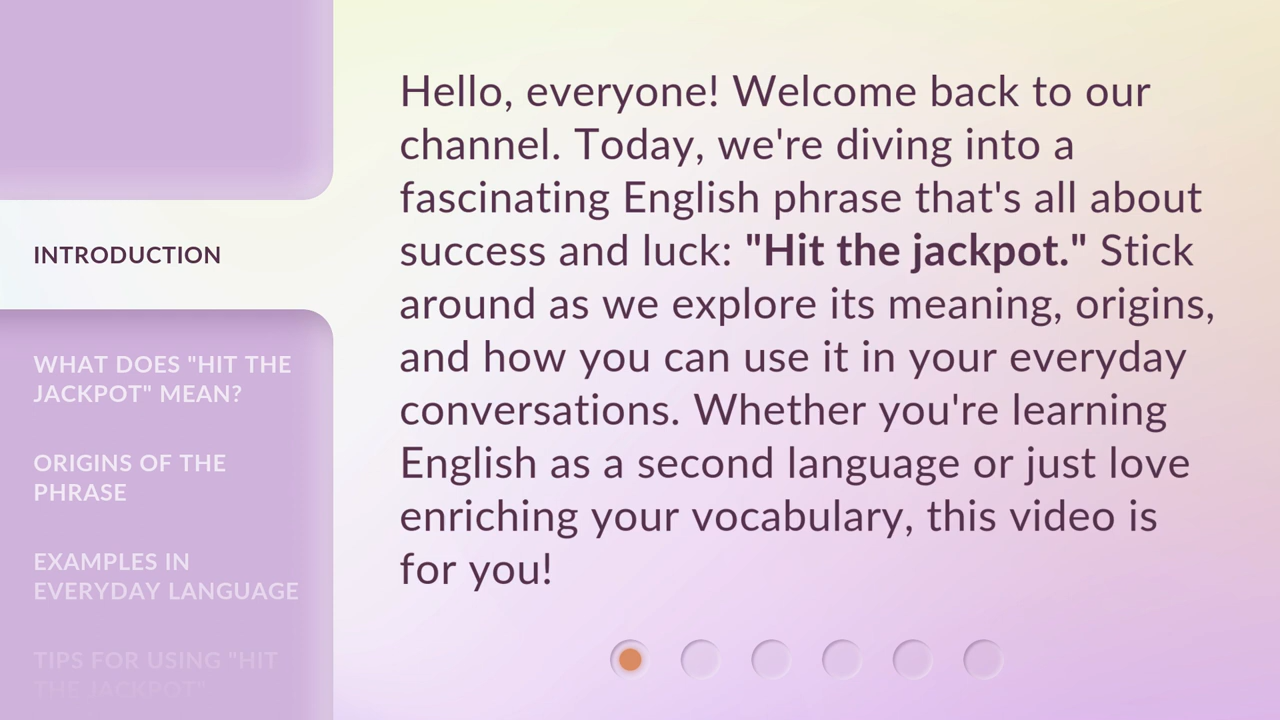 INTRODUCTION
WHAT DOES "HIT THE
JACKPOT" MEAN?
ORIGINS OF THE
PHRASE
EXAMPLES IN
EVERYDAY LANGUAGE
TIPS FOR USING "HIT
THE JACKPOT"
Hello, everyone! Welcome back to our
channel. Today, we're diving into a
fascinating English phrase that's all about
success and luck: "Hit the jackpot." Stick
around as we explore its meaning, origins,
and how you can use it in your everyday
conversations. Whether you're learning
English as a second language or just love
enriching your vocabulary, this video is
for you!